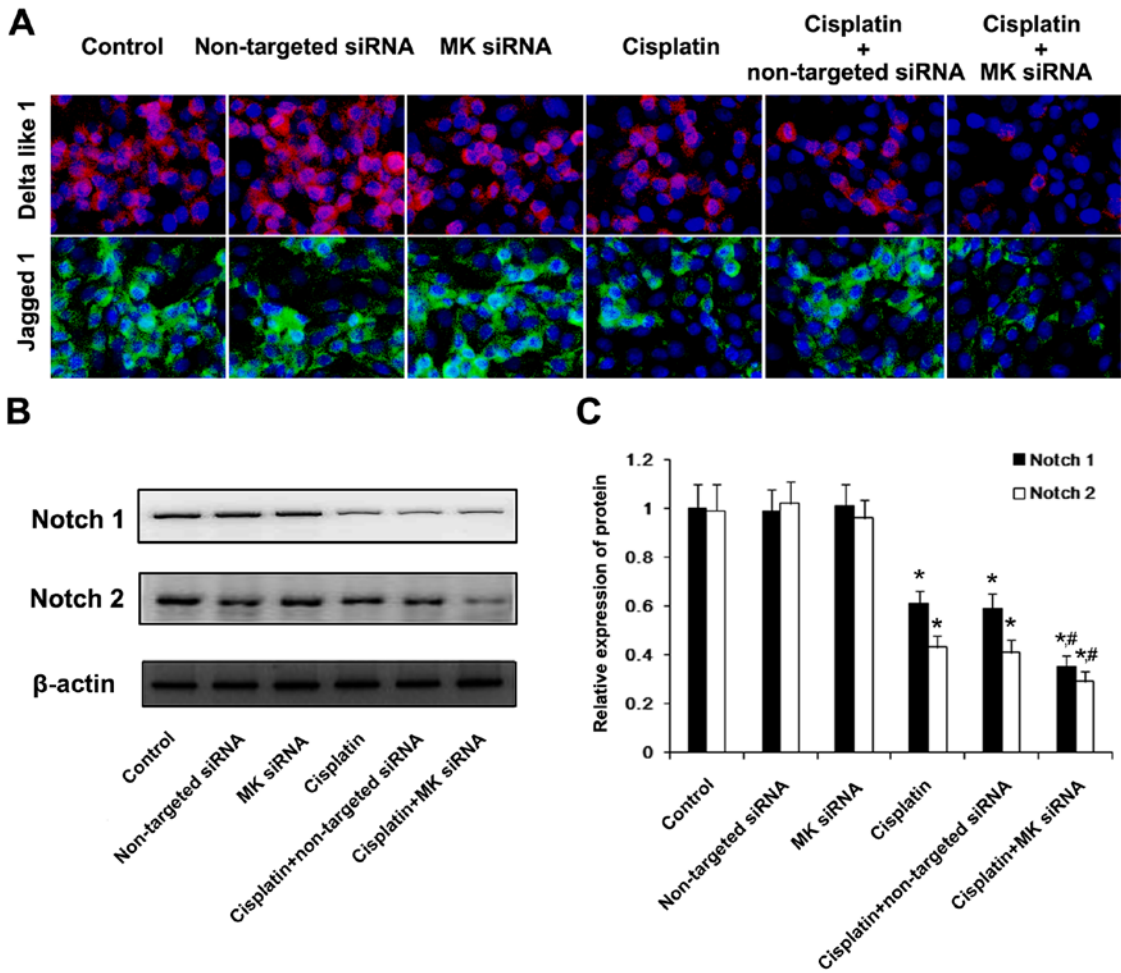 A
Control
Non-targeted siRNA
MK siRNA
Cisplatin
Cisplatin
+
non-targeted siRNA
Cisplatin
+
MK siRNA
Delta like 1
Jagged 1
B
Notch 1
Notch 2
β-actin
Control
Non-targeted siRNA
MK siRNA
Cisplatin
Cisplatin+non-targeted siRNA
Cisplatin+MK siRNA
C
Relative expression of protein
1.2
1
0.8
0.6
0.4
0.2
0
Notch 1
Notch 2
*
*
*
*
*,#
*,#
Control
Non-targeted siRNA
MK siRNA
Cisplatin
Cisplatin+non-targeted siRNA
Cisplatin+MK siRNA